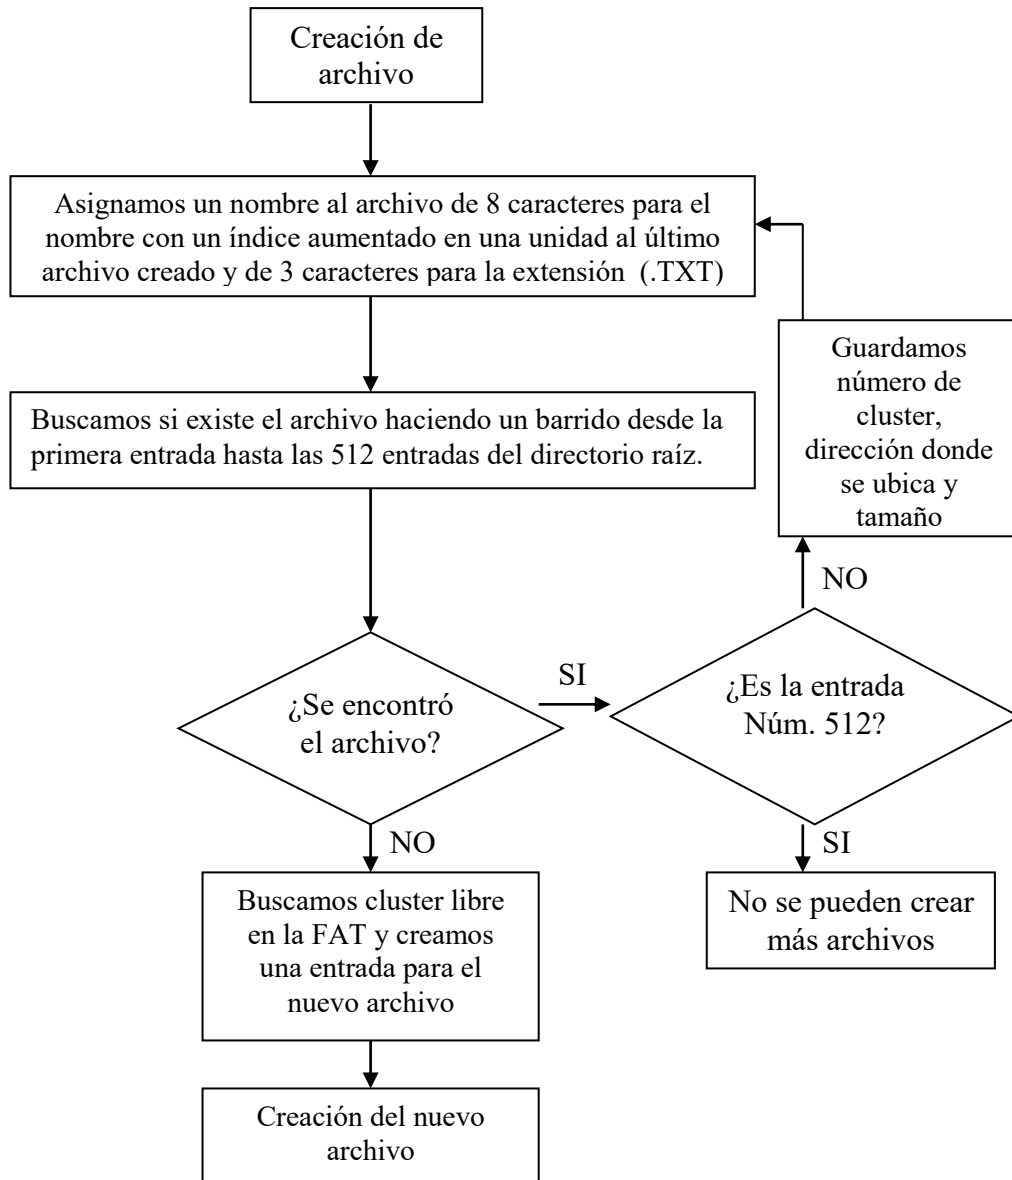 Creación de
archivo
Asignamos un nombre al archivo de 8 caracteres para el
nombre con un índice aumentado en una unidad al último
archivo creado y de 3 caracteres para la extensión (.TXT)
Guardamos
número de
cluster,
dirección donde
se ubica y
tamaño
Buscamos si existe el archivo haciendo un barrido desde la
primera entrada hasta las 512 entradas del directorio raíz.
NO
¿Se encontró
el archivo?
SI
¿Es la entrada
Núm. 512?
NO
SI
Buscamos cluster libre
en la FAT y creamos
una entrada para el
nuevo archivo
No se pueden crear
más archivos
Creación del nuevo
archivo